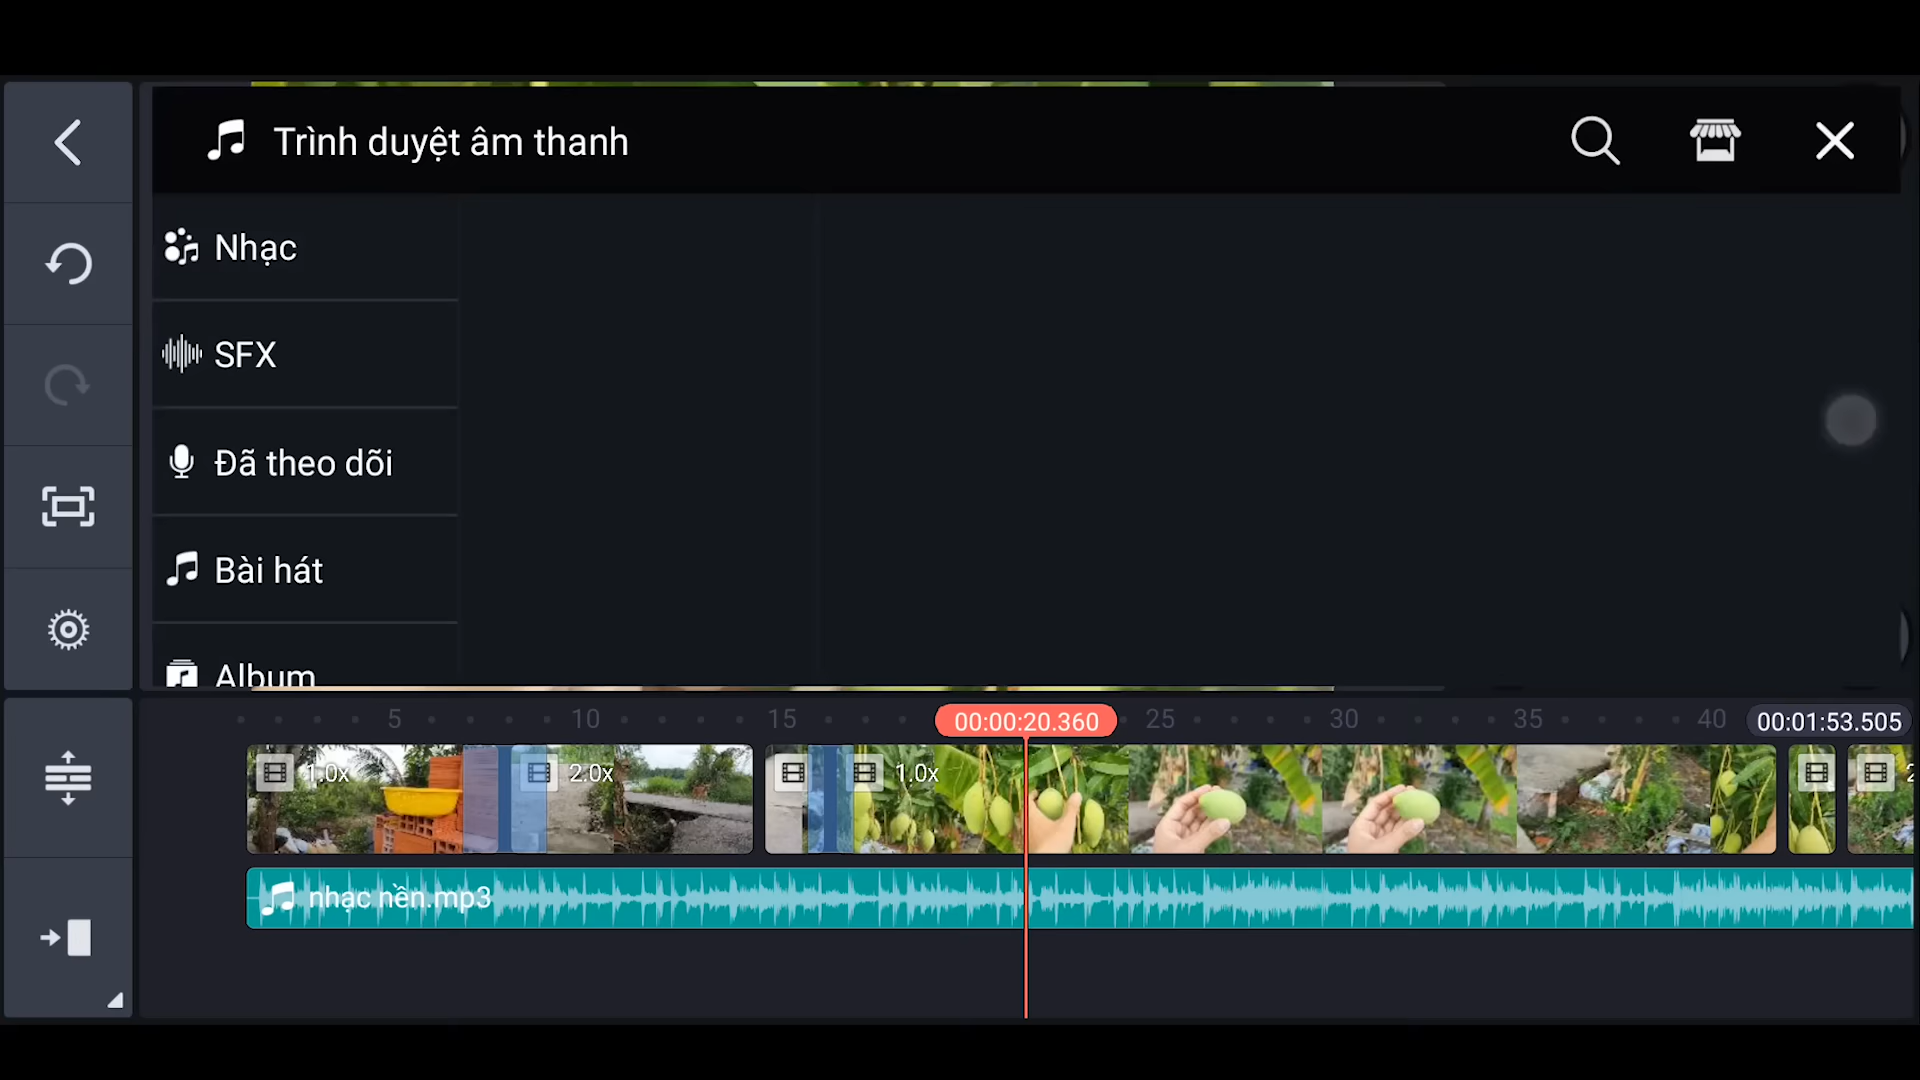 Trình duyệt âm thanh
Nhạc
SFX
Đã theo dõi
Bài hát
Album
5 10 15 00:00:20.360 25 30 35 40 00:01:53.505
1.0x 2.0x 1.0x 2
nhạc nền.mp3